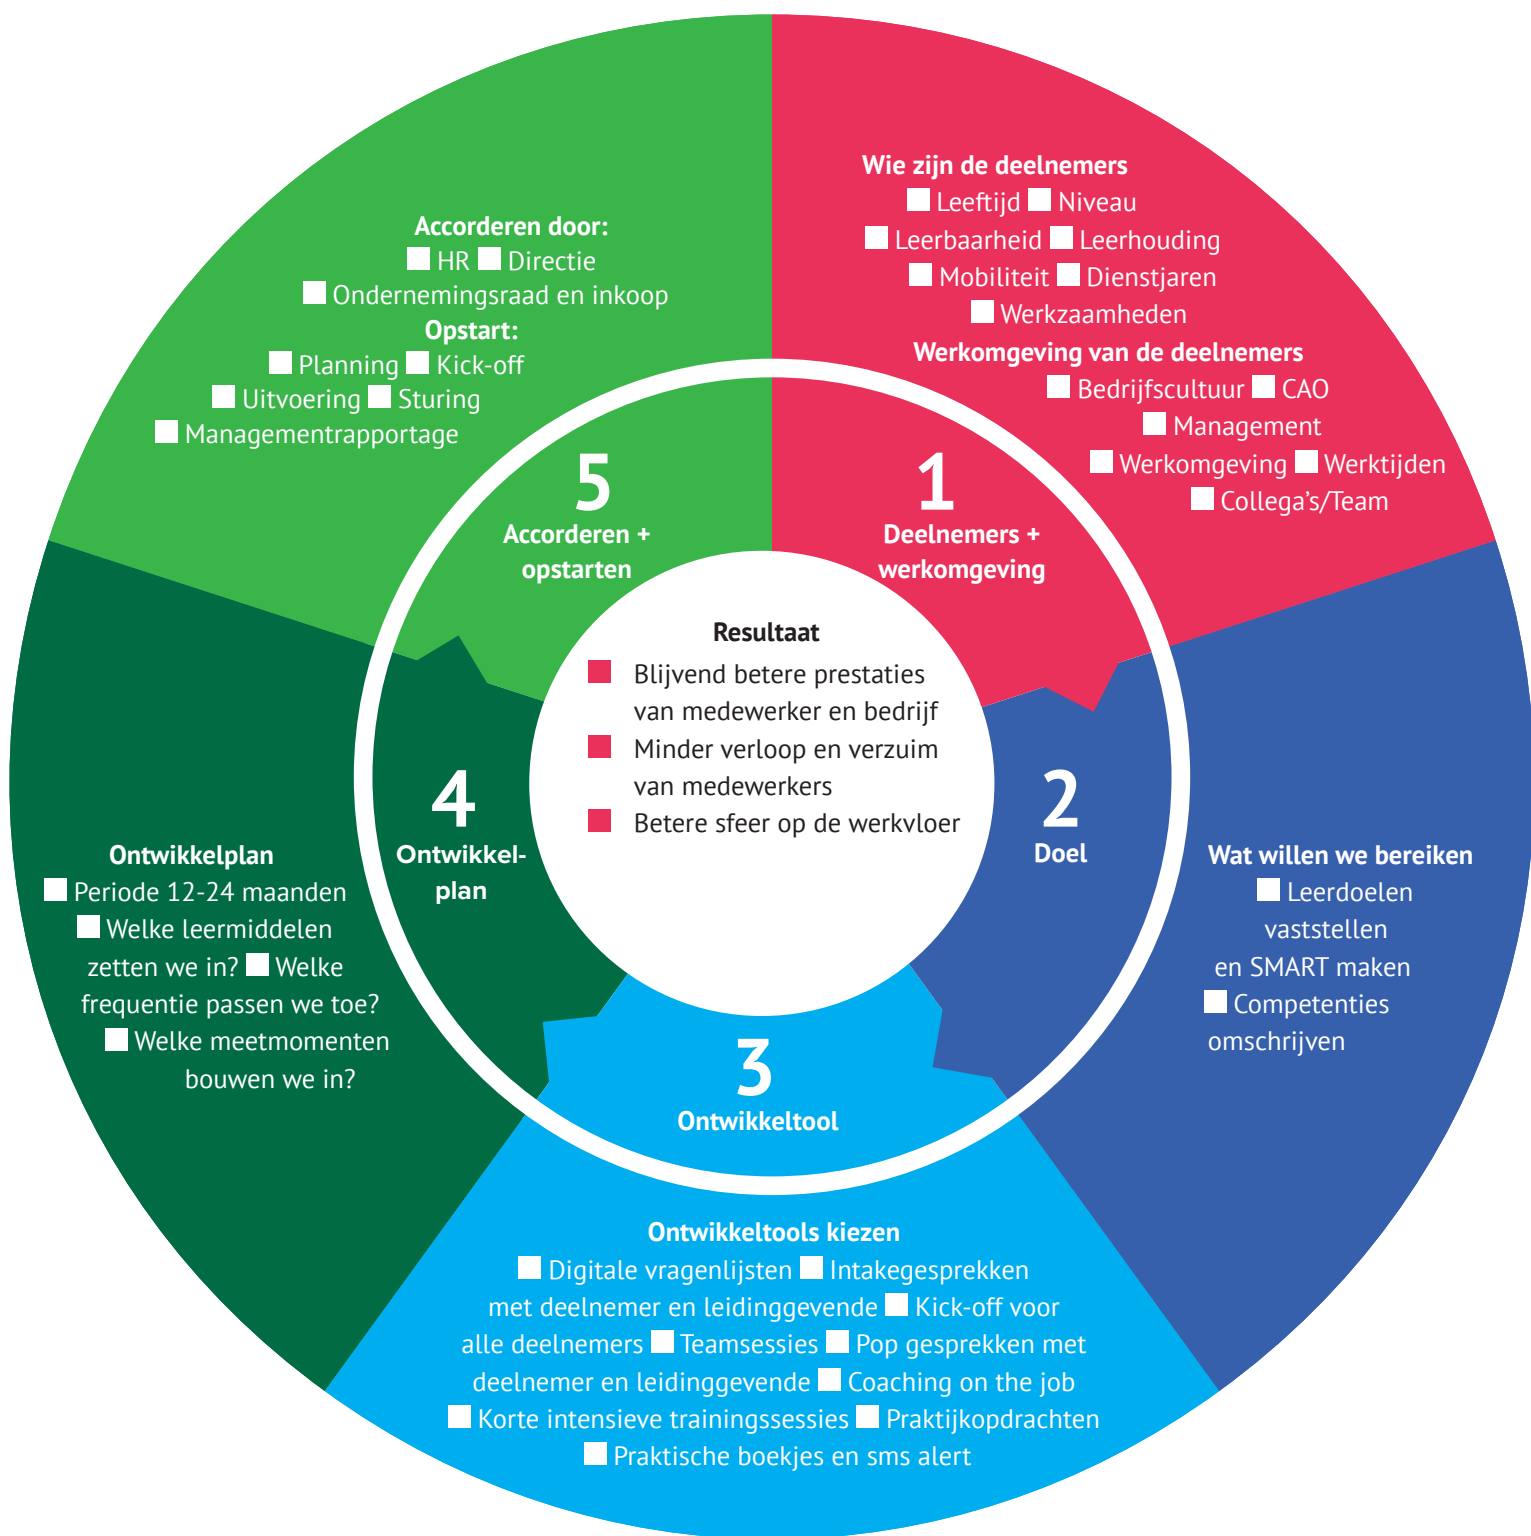 Wie zijn de deelnemers
Leeftijd Niveau
Leerbaarheid Leerhouding
Mobiliteit Dienstjaren
Werkzaamheden
Werkomgeving van de deelnemers
Bedrijfscultuur CAO
Management
Werkomgeving Werktijden
Collega's/Team
1
Deelnemers +
werkomgeving
2
Doel
Wat willen we bereiken
Leerdoelen
vaststellen
en SMART maken
Competenties
omschrijven
3
Ontwikkeltool
Ontwikkeltools kiezen
Digitale vragenlijsten Intakegesprekken
met deelnemer en leidinggevende Kick-off voor
alle deelnemers Teamsessies Pop gesprekken met
deelnemer en leidinggevende Coaching on the job
Korte intensieve trainingssessies Praktijkopdrachten
Praktische boekjes en sms alert
4
Ontwikkel-
plan
Ontwikkelplan
Periode 12-24 maanden
Welke leermiddelen
zetten we in? Welke
frequentie passen we toe?
Welke meetmomenten
bouwen we in?
5
Accorderen +
opstarten
Accorderen door:
HR Directie
Ondernemingsraad en inkoop
Opstart:
Planning Kick-off
Uitvoering Sturing
Managementrapportage
Resultaat
Blijvend betere prestaties
van medewerker en bedrijf
Minder verloop en verzuim
van medewerkers
Betere sfeer op de werkvloer